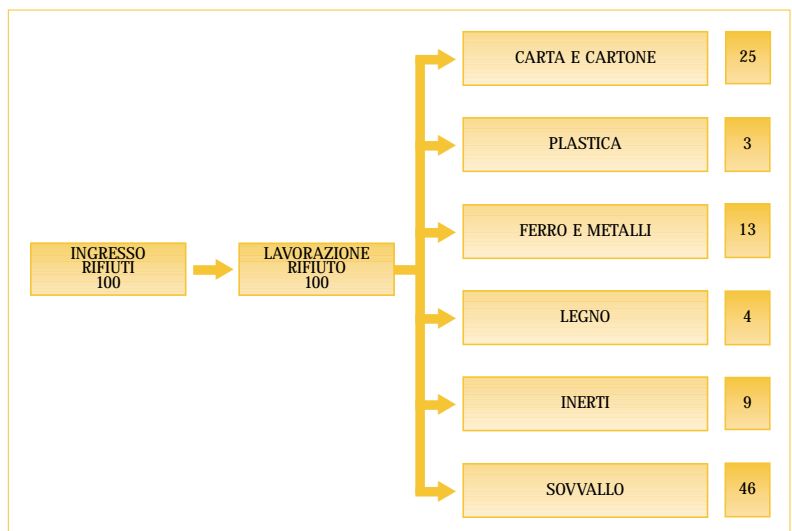 INGRESSO
RIFIUTI
100
LAVORAZIONE
RIFIUTO
100
CARTA E CARTONE 25
PLASTICA 3
FERRO E METALLI 13
LEGNO 4
INERTI 9
SOVVALLO 46